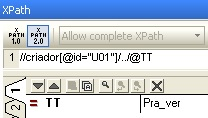 XPath
XPATH 1.0 XPATH 2.0 Allow complete XPath
1 //criador[@id="U01"]/../@TT
1
2
= TT Pra_ver